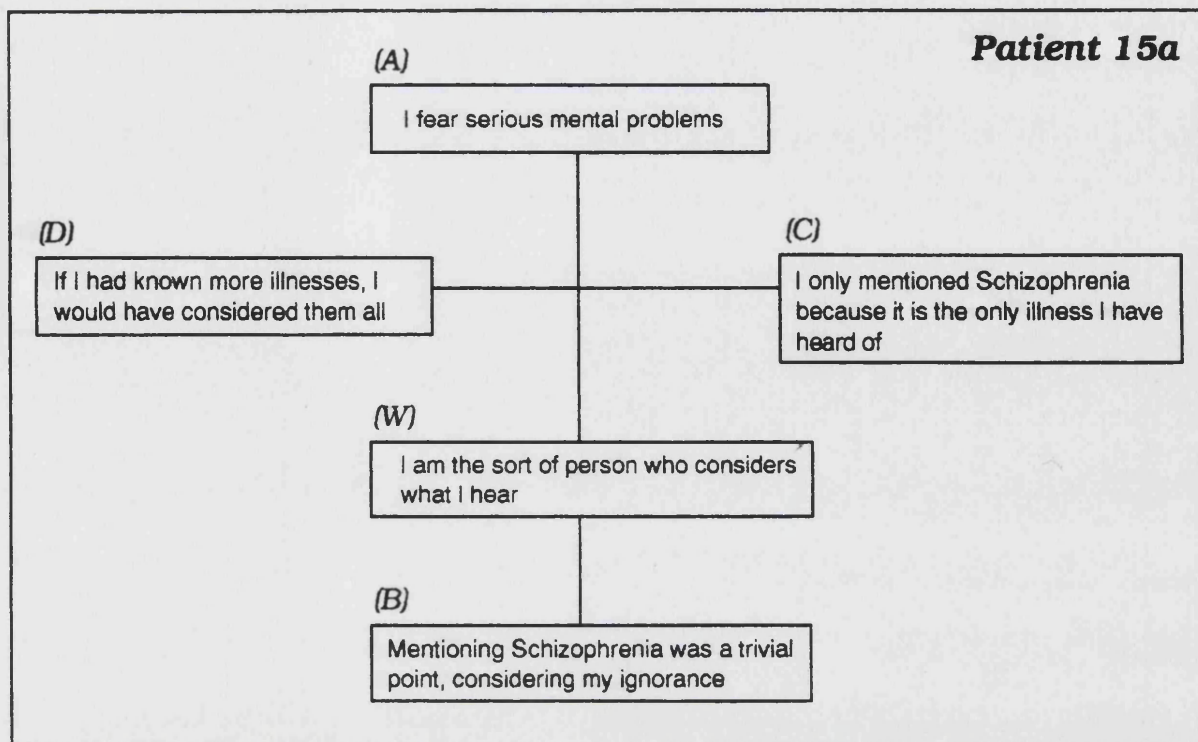 Patient 15a
(A)
I fear serious mental problems
(D)
If I had known more illnesses, I
would have considered them all
(C)
I only mentioned Schizophrenia
because it is the only illness I have
heard of
(W)
I am the sort of person who considers
what I hear
(B)
Mentioning Schizophrenia was a trivial
point, considering my ignorance